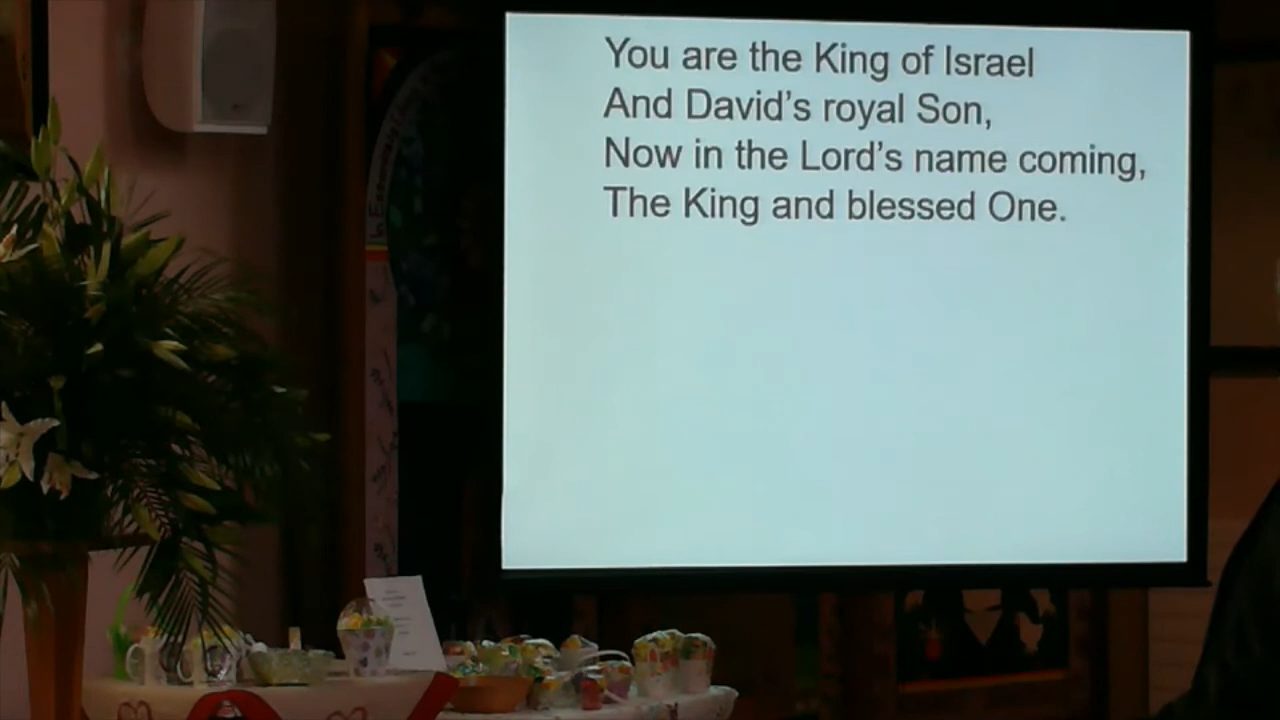 You are the King of Israel
And David’s royal Son,
Now in the Lord’s name coming,
The King and blessed One.